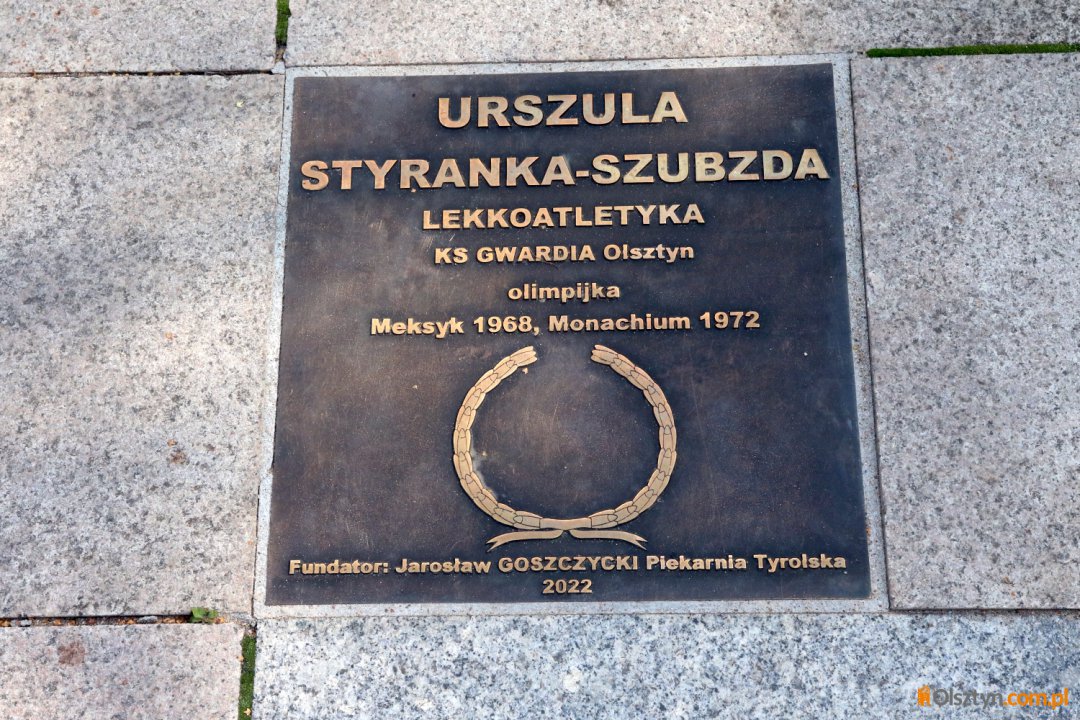 URSZULA
STYRANKA-SZUBZDA
LEKKOATLETYKA
KS GWARDIA Olsztyn
olimpijka
Meksyk 1968, Monachium 1972
Fundator: Jarosław GOSZCZYCKI Piekarnia Tyrolska
2022
Olsztyn.com.pl